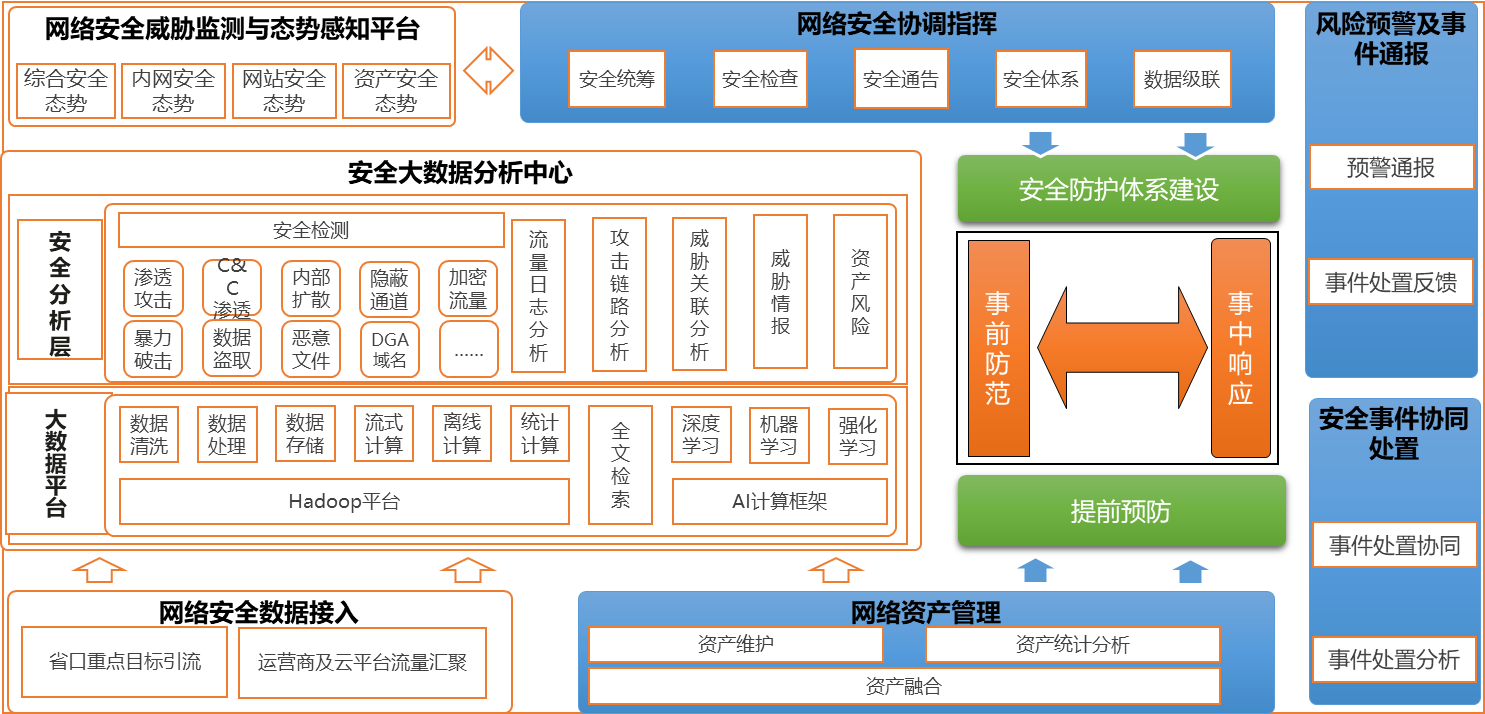 网络安全威胁监测与态势感知平台
综合安全
态势
内网安全
态势
网站安全
态势
资产安全
态势
网络安全协调指挥
安全统筹
安全检查
安全通告
安全体系
数据级联
风险预警及事
件通报
预警通报
事件处置反馈
安全大数据分析中心
安全分析层
安全检测
渗透
攻击
C&
C
渗透
内部
扩散
隐蔽
通道
加密
流量
暴力
破击
数据
盗取
恶意
文件
DGA
域名
......
流量日志分析
攻击链路分析
威胁关联分析
威胁情报
资产风险
大数据平台
数据
清洗
数据
处理
数据
存储
流式
计算
离线
计算
统计
计算
全文检索
深度
学习
机器
学习
强化
学习
Hadoop平台
AI计算框架
安全防护体系建设
事前防范
事中响应
提前预防
安全事件协同
处置
事件处置协同
事件处置分析
网络安全数据接入
省口重点目标引流
运营商及云平台流量汇聚
网络资产管理
资产维护
资产统计分析
资产融合